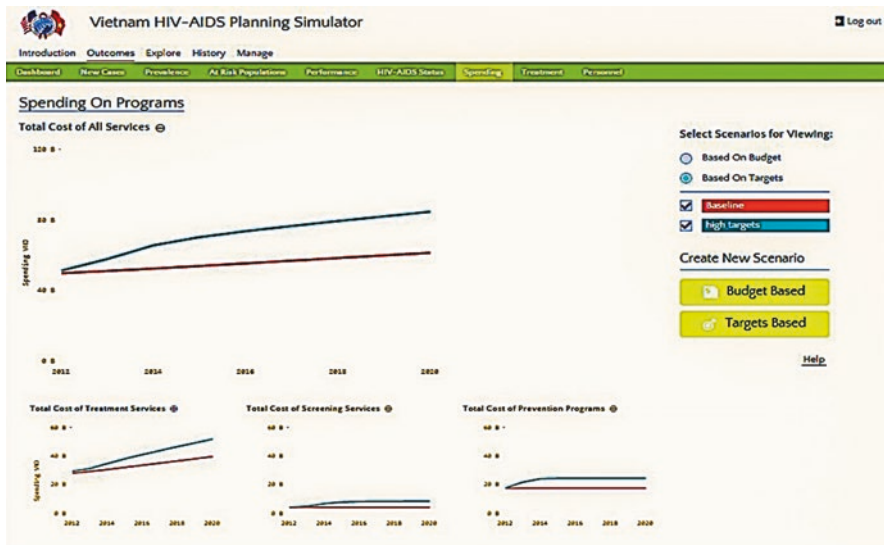 Vietnam HIV-AIDS Planning Simulator
Log out
Introduction Outcomes Explore History Manage
Dashboard New Cases Prevalence At Risk Populations Performance HIV-AIDS Status Spending Treatment Personnel
Spending On Programs
Total Cost of All Services
120 B
80 B
40 B
0 B
Spending VND
2012 2014 2016 2018 2020
Select Scenarios for Viewing:
Based On Budget
Based On Targets
Baseline
high targets
Create New Scenario
Budget Based
Targets Based
Help
Total Cost of Treatment Services
60 B
40 B
20 B
0 B
Spending VND
2012 2014 2016 2018 2020
Total Cost of Screening Services
60 B
40 B
20 B
0 B
2012 2014 2016 2018 2020
Total Cost of Prevention Programs
60 B
40 B
20 B
0 B
2012 2014 2016 2018 2020